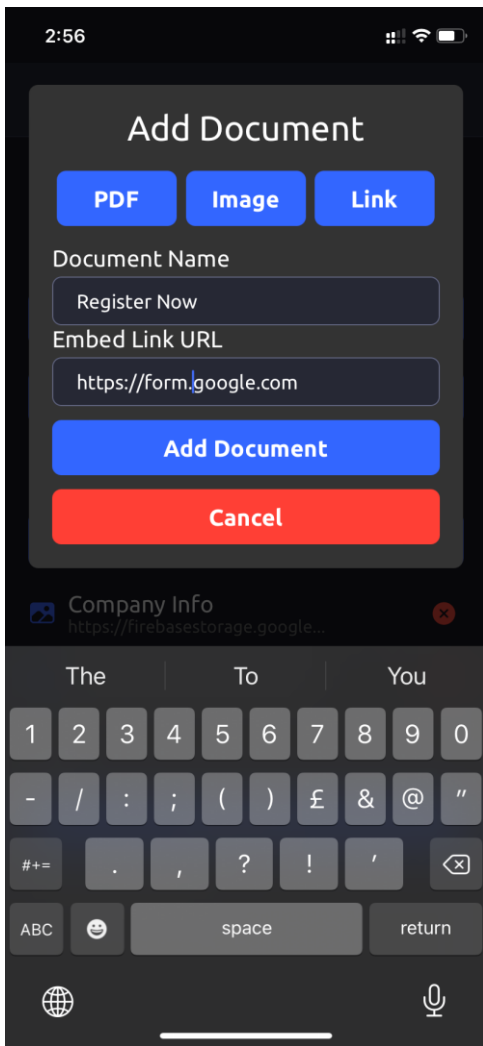 2:56
Add Document
PDF Image Link
Document Name
Register Now
Embed Link URL
https://form.google.com
Add Document
Cancel
Company Info
https://firebasestorage.google...
The To You
1 2 3 4 5 6 7 8 9 0
- / : ; ( ) £ & @ "
#+= . , ? ! '
ABC space return